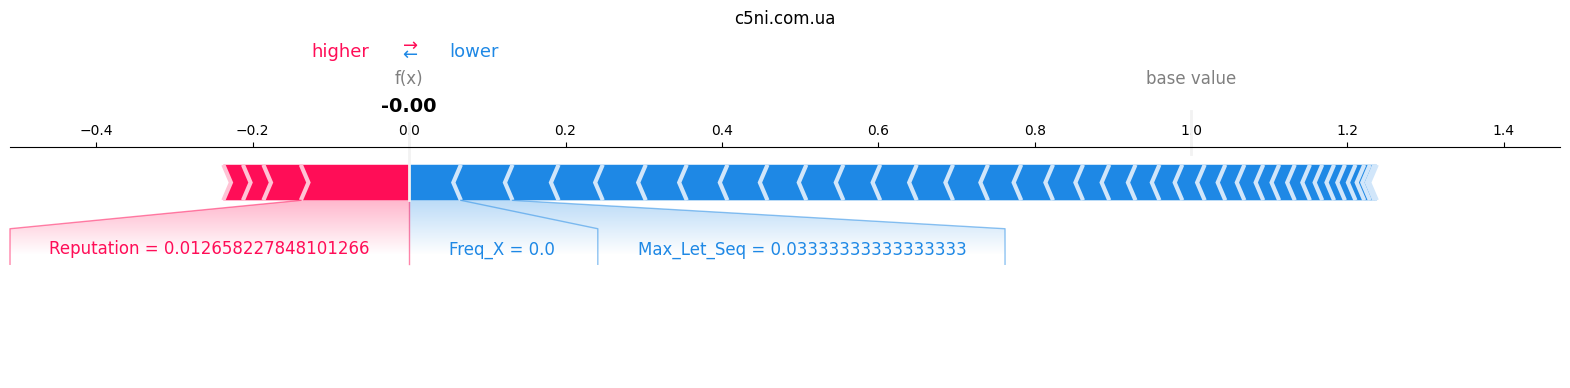 c5ni.com.ua
higher ⇄ lower
f(x) base value
-0.00
−0.4 −0.2 0.0 0.2 0.4 0.6 0.8 1.0 1.2 1.4
Reputation = 0.012658227848101266 Freq_X = 0.0 Max_Let_Seq = 0.03333333333333333